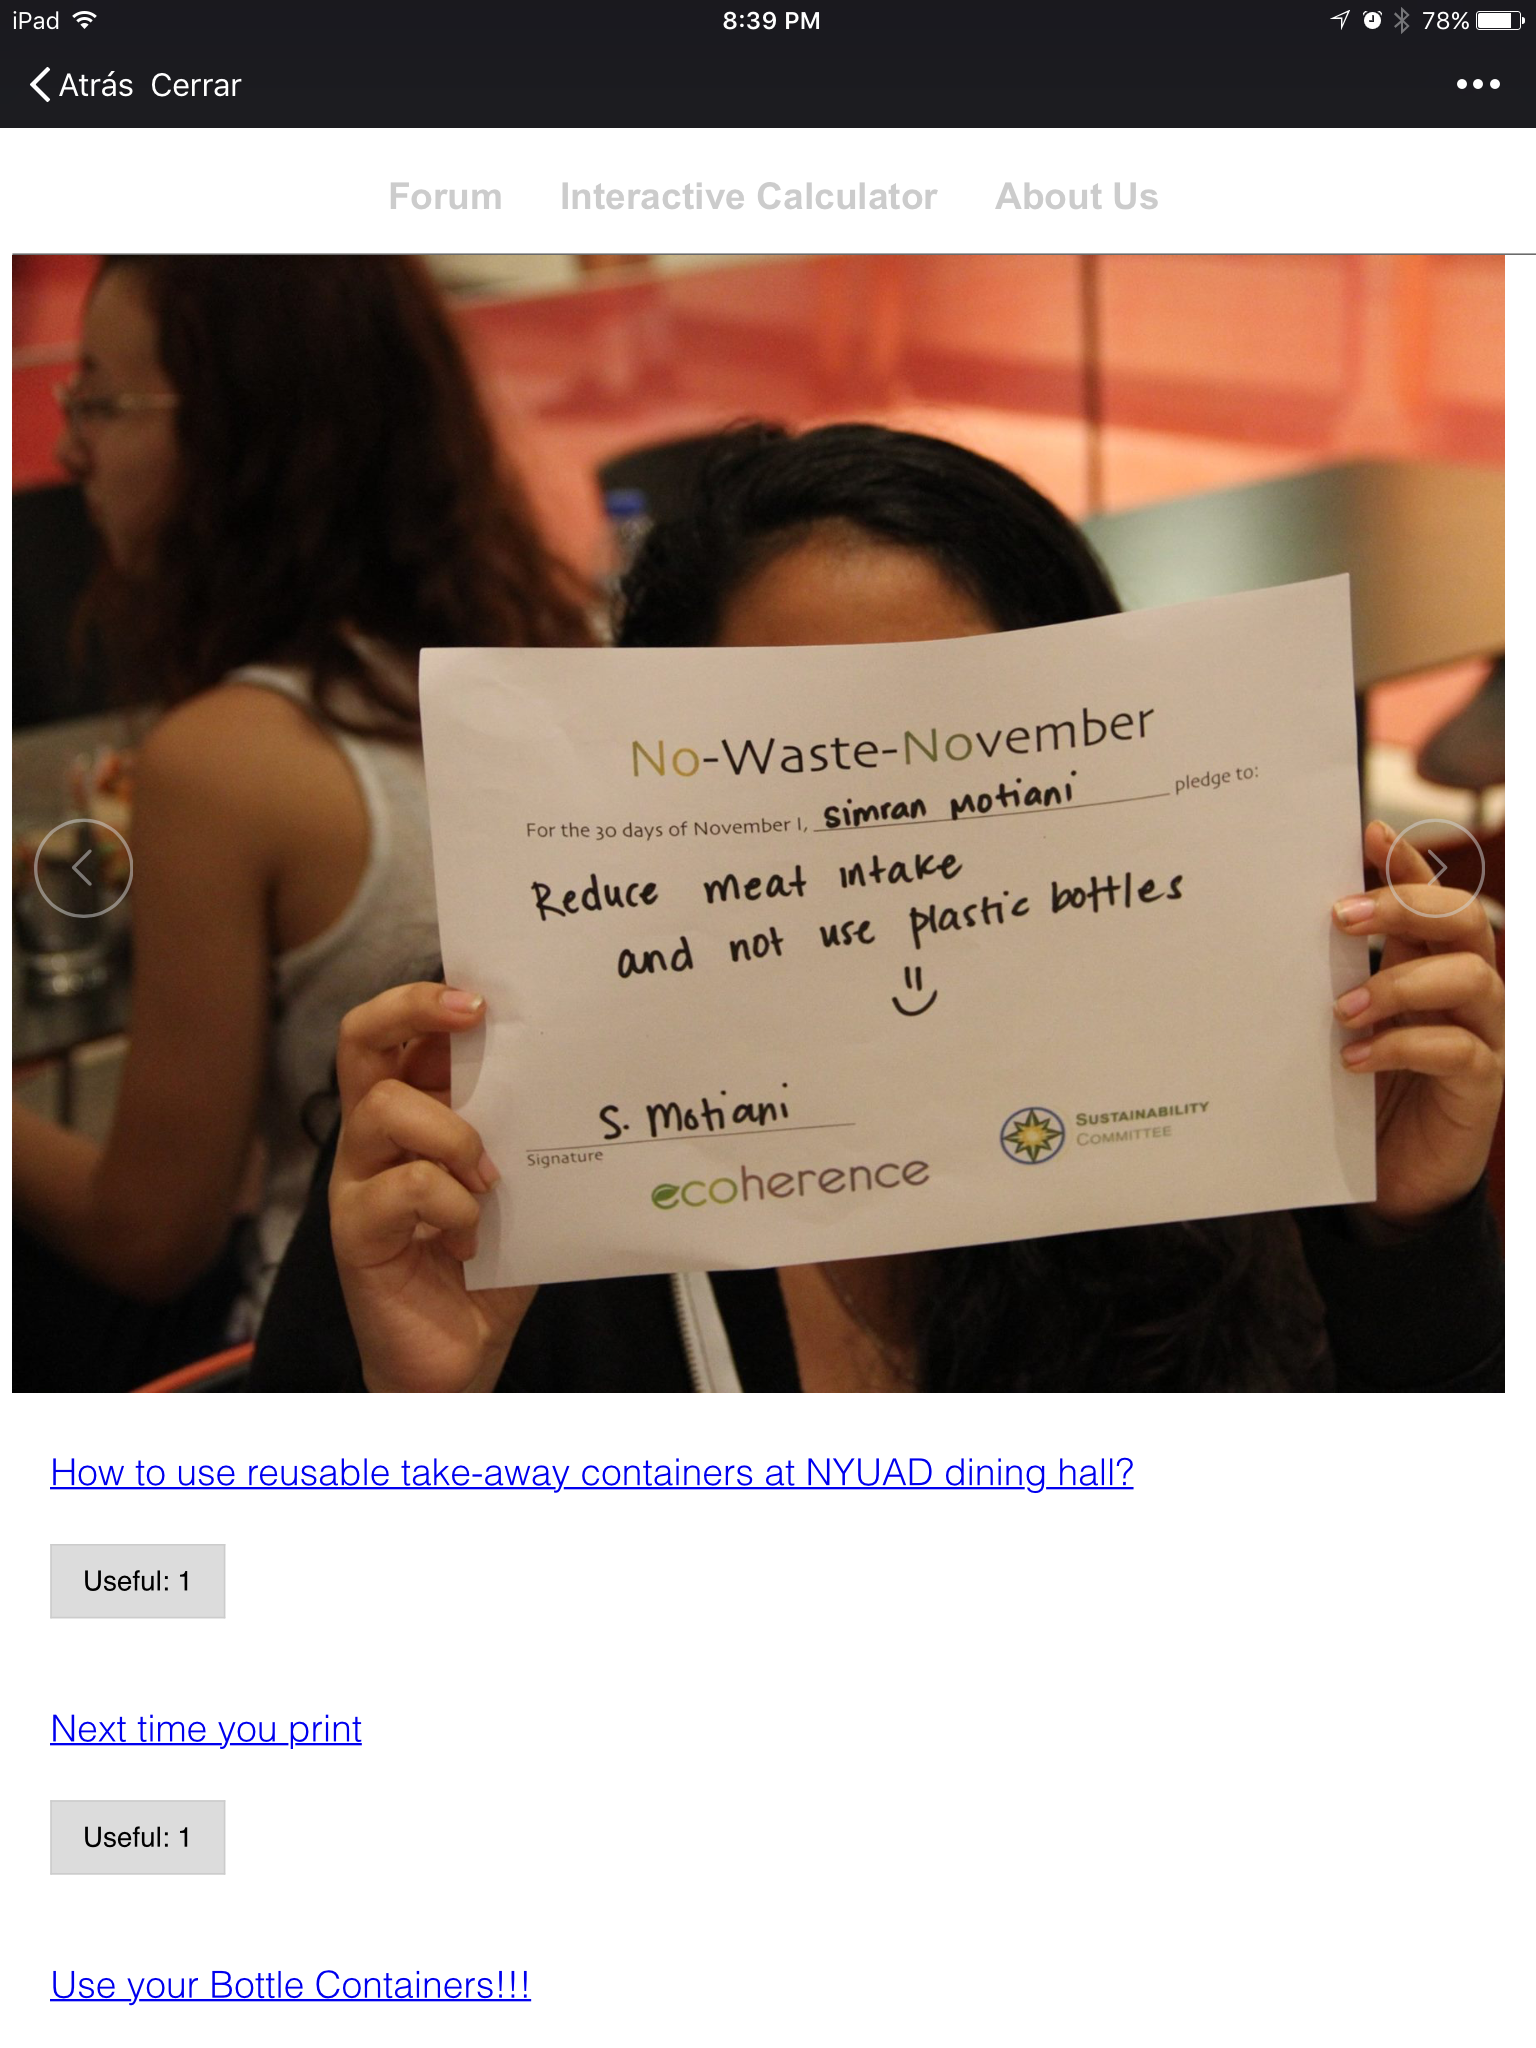 iPad 8:39 PM 78%
Atrás Cerrar
Forum Interactive Calculator About Us
No-Waste-November
For the 30 days of November I, Simran Motiani pledge to:
Reduce meat intake
and not use plastic bottles
S. Motiani
Signature
ecoherence
SUSTAINABILITY
COMMITTEE
How to use reusable take-away containers at NYUAD dining hall?
Useful: 1
Next time you print
Useful: 1
Use your Bottle Containers!!!